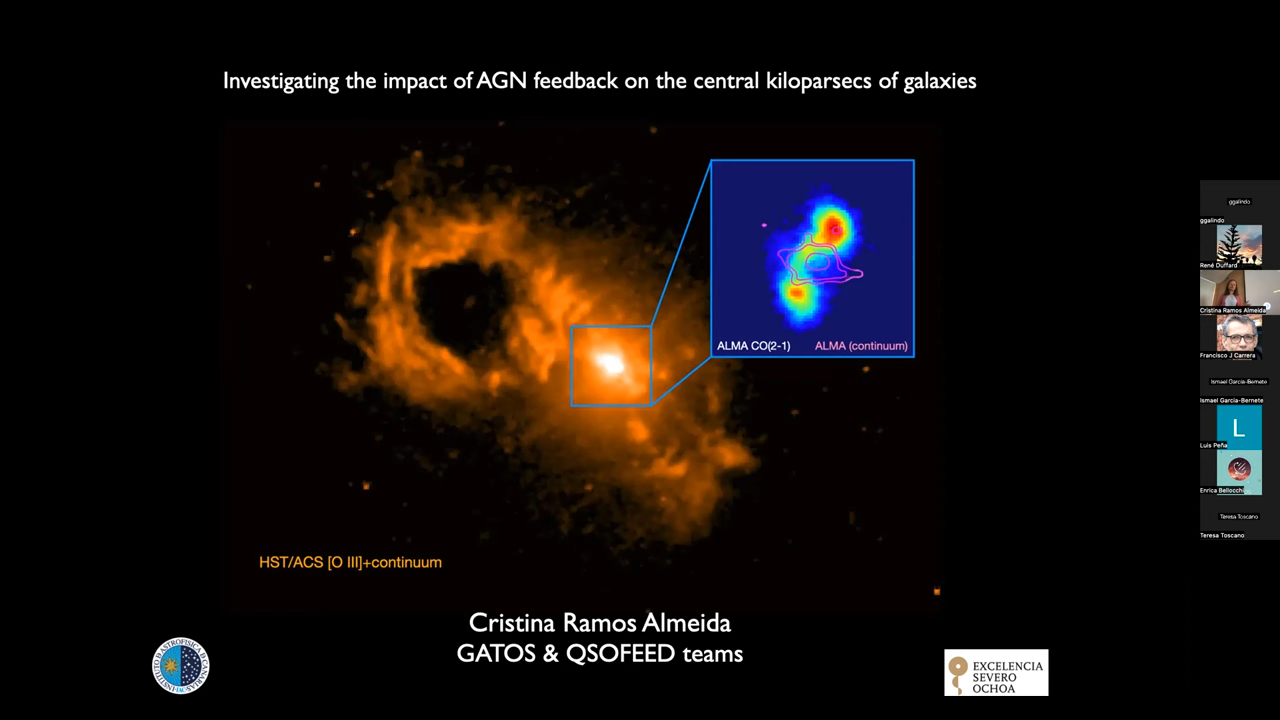 Investigating the impact of AGN feedback on the central kiloparsecs of galaxies
ALMA CO(2-1)
ALMA (continuum)
HST/ACS [O III]+continuum
Cristina Ramos Almeida
GATOS & QSOFEED teams
EXCELENCIA
SEVERO
OCHOA
ggalindo
ggalindo
René Duffard
Cristina Ramos Almeida
Francisco J Carrera
Ismael García-Bernete
Ismael García-Bernete
L
Luis Peña
Enrica Bellocchi
Teresa Toscano
Teresa Toscano